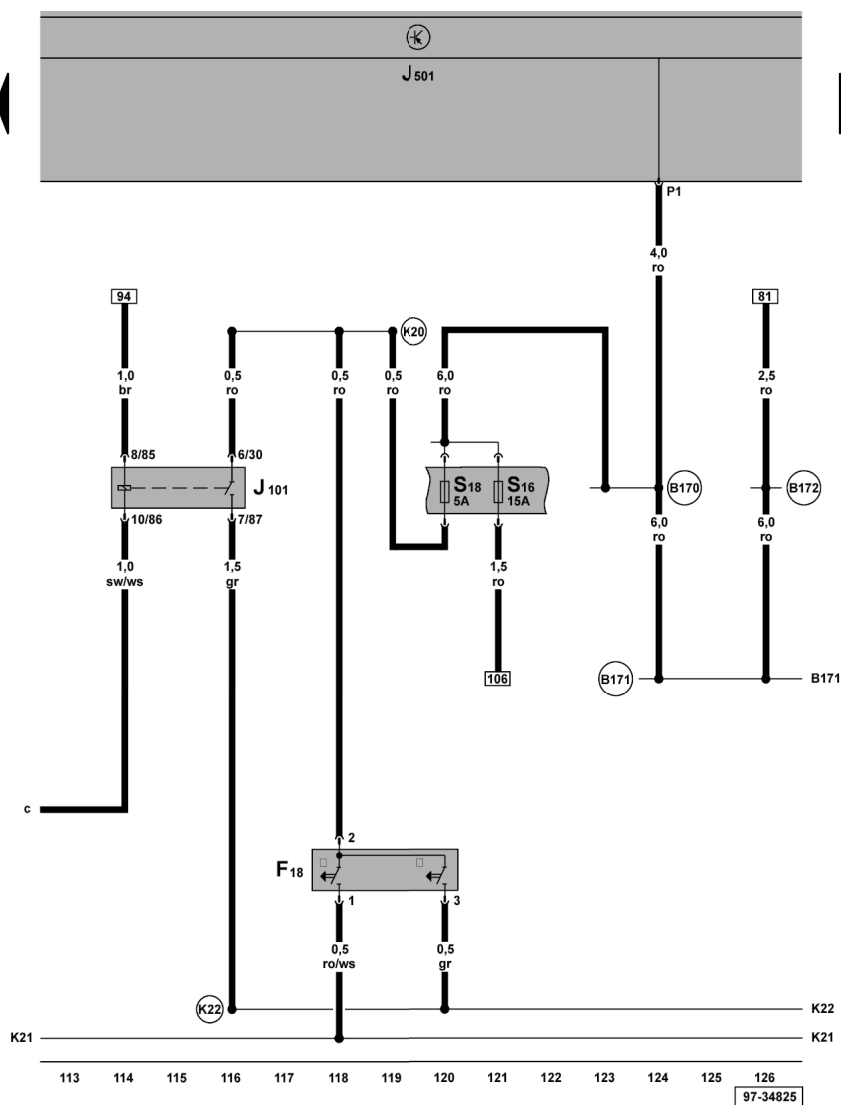 J 501
P1
4,0
ro
94
81
K20
1,0
br
0,5
ro
0,5
ro
0,5
ro
6,0
ro
2,5
ro
8/85
6/30
J 101
S18
5A
S16
15A
B170
B172
10/86
7/87
1,0
sw/ws
1,5
gr
1,5
ro
6,0
ro
6,0
ro
106
B171
B171
c
2
F 18
1
3
0,5
ro/ws
0,5
gr
K22
K22
K21
K21
113 114 115 116 117 118 119 120 121 122 123 124 125 126
97-34825